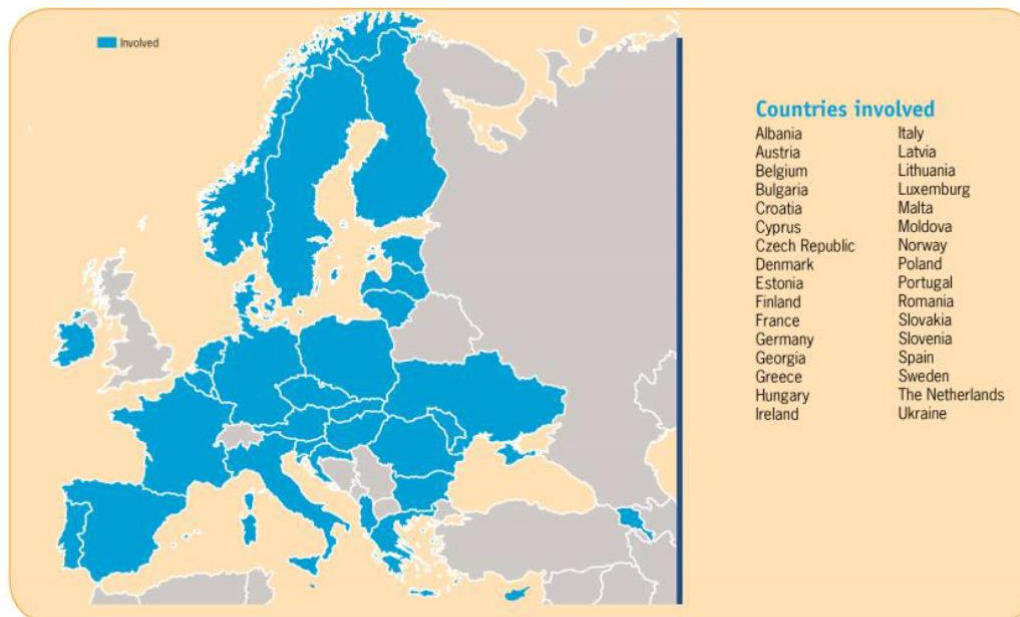 Involved
Countries involved
Albania
Austria
Belgium
Bulgaria
Croatia
Cyprus
Czech Republic
Denmark
Estonia
Finland
France
Germany
Georgia
Greece
Hungary
Ireland
Italy
Latvia
Lithuania
Luxemburg
Malta
Moldova
Norway
Poland
Portugal
Romania
Slovakia
Slovenia
Spain
Sweden
The Netherlands
Ukraine